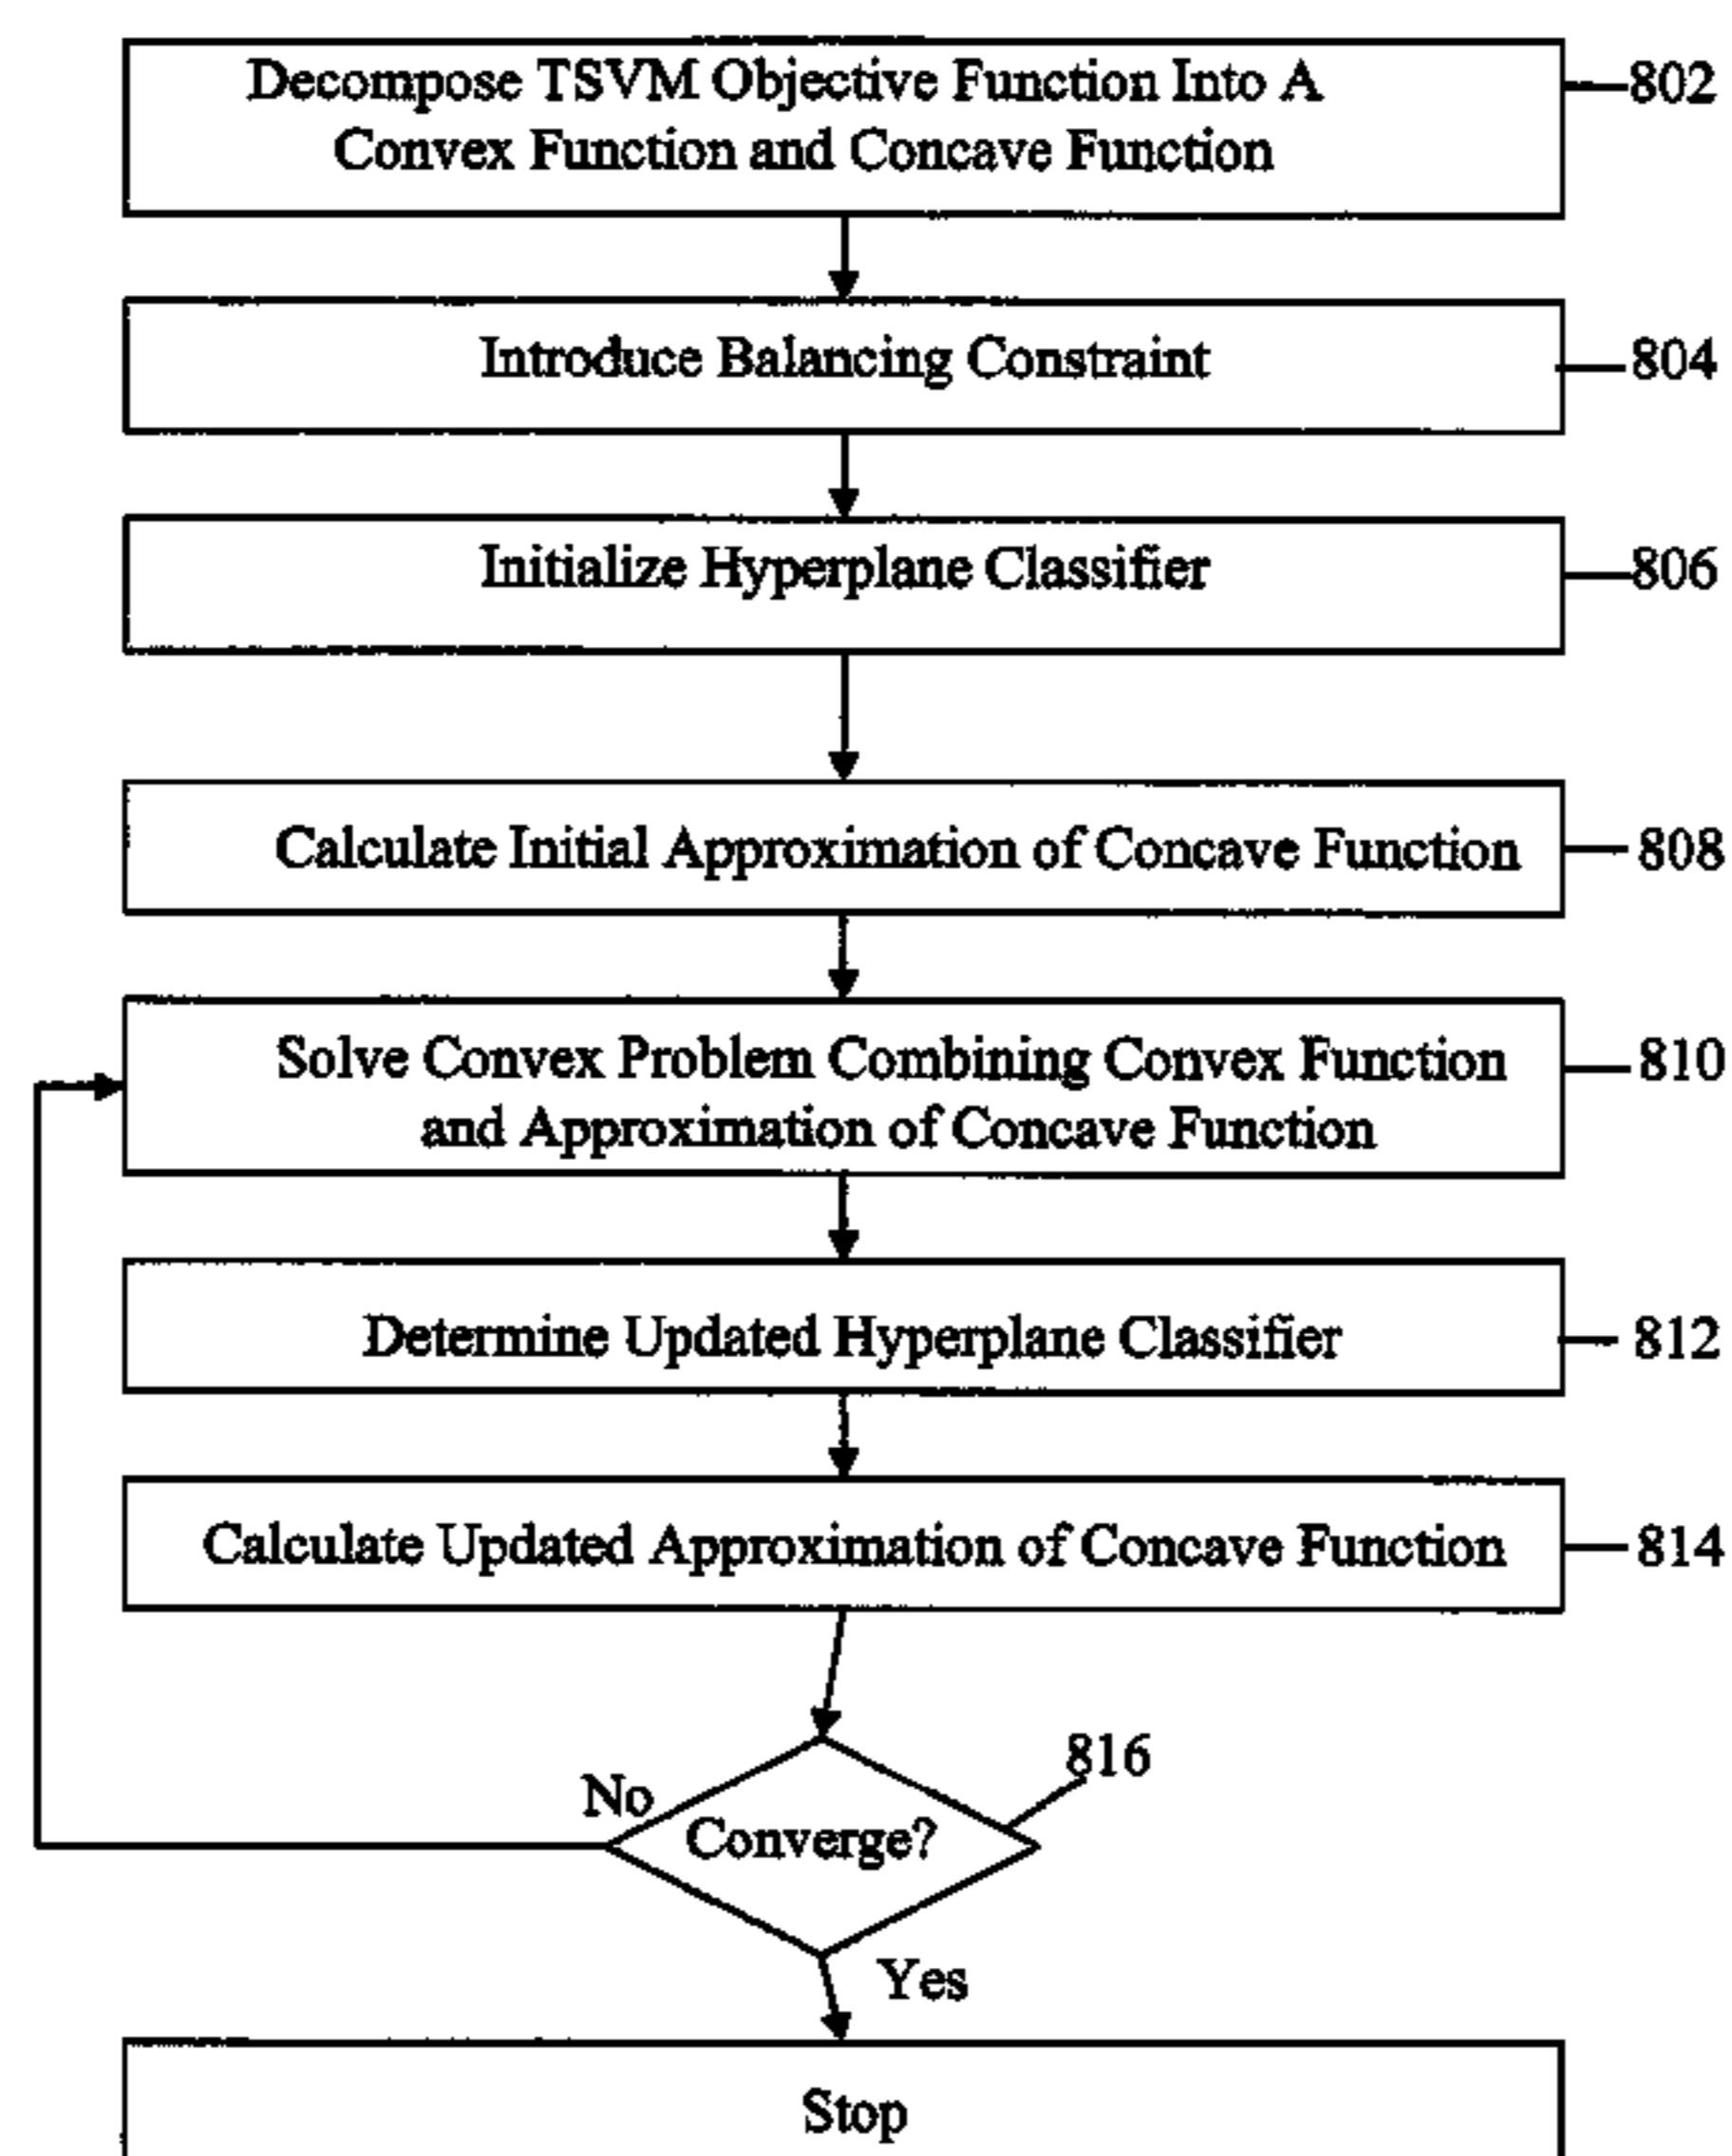 Decompose TSVM Objective Function Into A
Convex Function and Concave Function
802
Introduce Balancing Constraint
804
Initialize Hyperplane Classifier
806
Calculate Initial Approximation of Concave Function
808
Solve Convex Problem Combining Convex Function
and Approximation of Concave Function
810
Determine Updated Hyperplane Classifier
812
Calculate Updated Approximation of Concave Function
814
816
No
Converge?
Yes
Stop